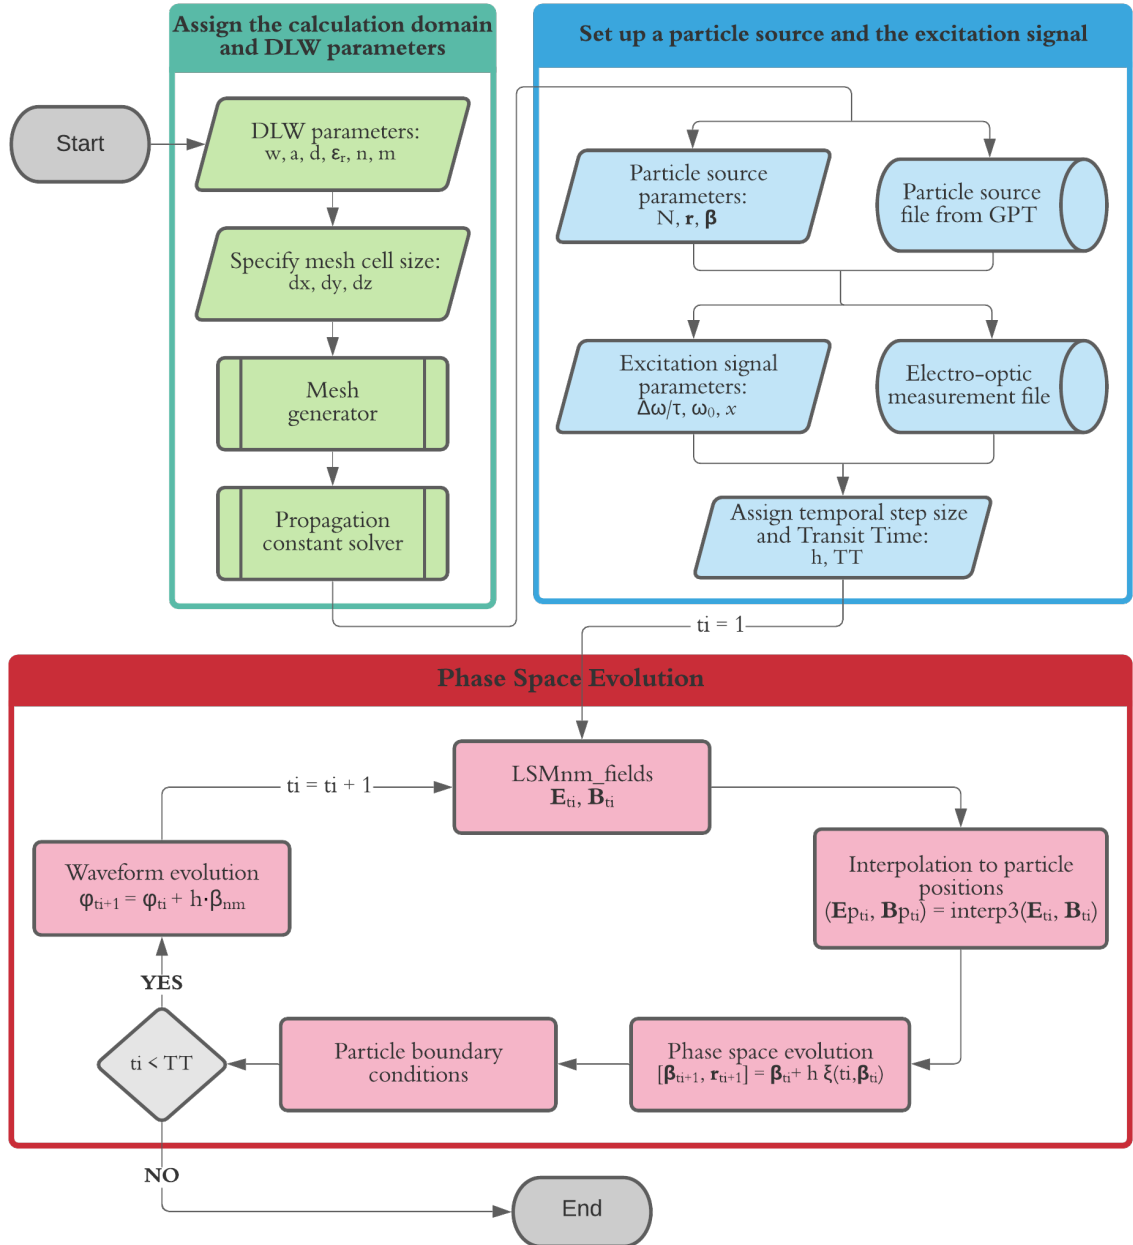 Assign the calculation domain
and DLW parameters
Start
DLW parameters:
w, a, d, εr, n, m
Specify mesh cell size:
dx, dy, dz
Mesh
generator
Propagation
constant solver
Set up a particle source and the excitation signal
Particle source
parameters:
N, r, β
Particle source
file from GPT
Excitation signal
parameters:
Δω/τ, ω0, x
Electro-optic
measurement file
Assign temporal step size
and Transit Time:
h, TT
ti = 1
Phase Space Evolution
LSMnm_fields
Eti, Bti
ti = ti + 1
Interpolation to particle
positions
(Epti, Bpti) = interp3(Eti, Bti)
Waveform evolution
φti+1 = φti + h·βnm
YES
ti < TT
Particle boundary
conditions
Phase space evolution
[βti+1, rti+1] = βti+ h ξ(ti,βti)
NO
End